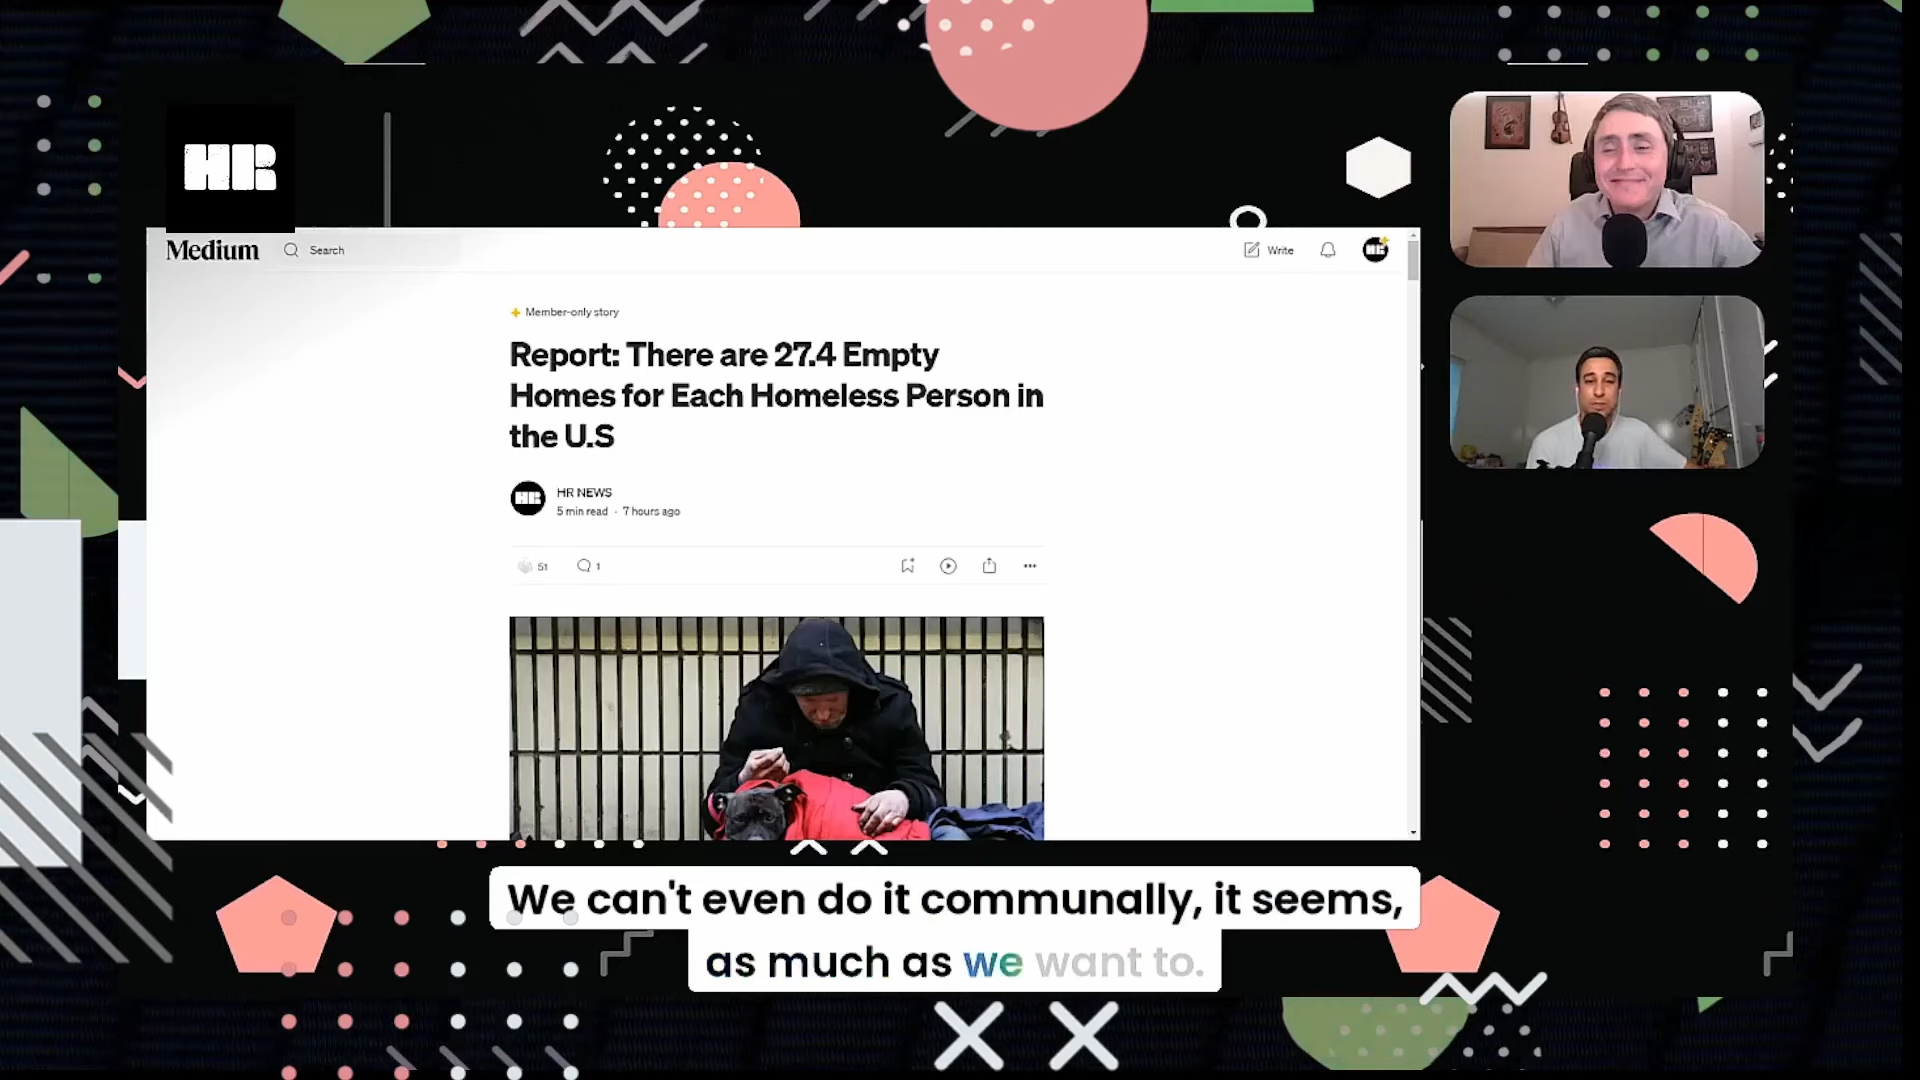 HR
Medium
Search
Write
HR
Member-only story
Report: There are 27.4 Empty
Homes for Each Homeless Person in
the U.S
HR
HR NEWS
5 min read · 7 hours ago
51
1
We can't even do it communally, it seems,
as much as we want to.